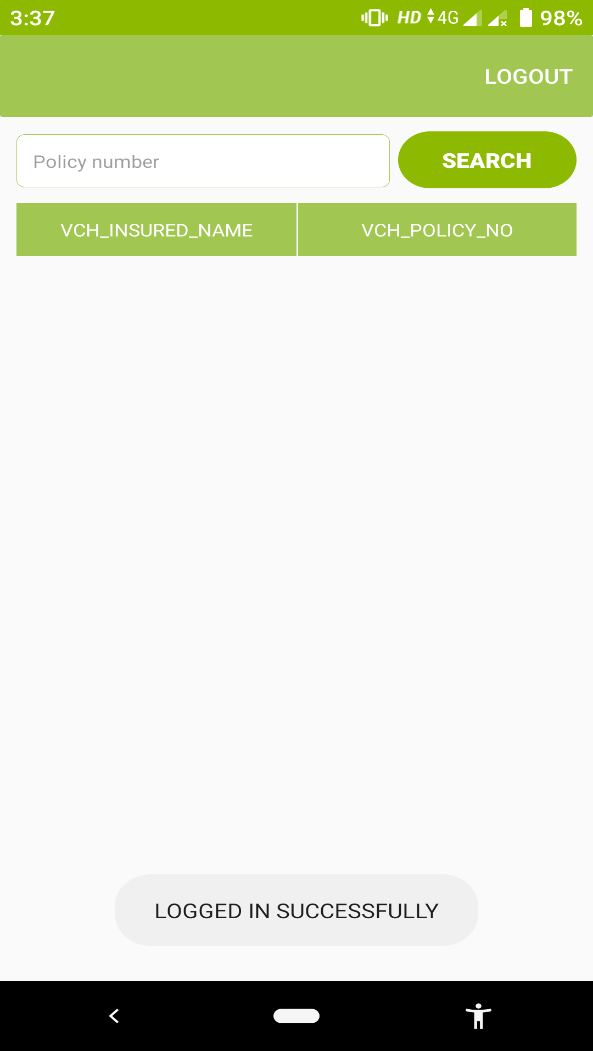 3:37 HD 4G 98%
LOGOUT
Policy number SEARCH
VCH_INSURED_NAME VCH_POLICY_NO
LOGGED IN SUCCESSFULLY